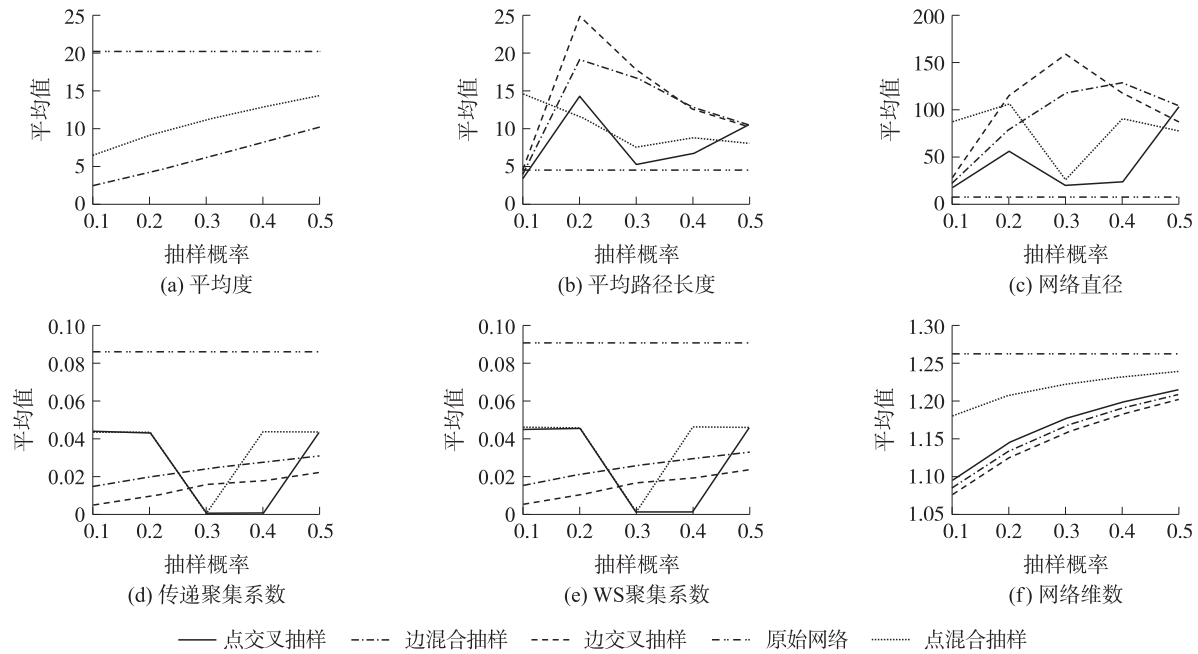 25
20
15
10
5
0
平均值
0.1 0.2 0.3 0.4 0.5
抽样概率
(a) 平均度
25
20
15
10
5
0
平均值
0.1 0.2 0.3 0.4 0.5
抽样概率
(b) 平均路径长度
200
150
100
50
0
平均值
0.1 0.2 0.3 0.4 0.5
抽样概率
(c) 网络直径
0.10
0.08
0.06
0.04
0.02
0
平均值
0.1 0.2 0.3 0.4 0.5
抽样概率
(d) 传递聚集系数
0.10
0.08
0.06
0.04
0.02
0
平均值
0.1 0.2 0.3 0.4 0.5
抽样概率
(e) WS聚集系数
1.30
1.25
1.20
1.15
1.10
1.05
平均值
0.1 0.2 0.3 0.4 0.5
抽样概率
(f) 网络维数
点交叉抽样 边混合抽样 边交叉抽样 原始网络 点混合抽样